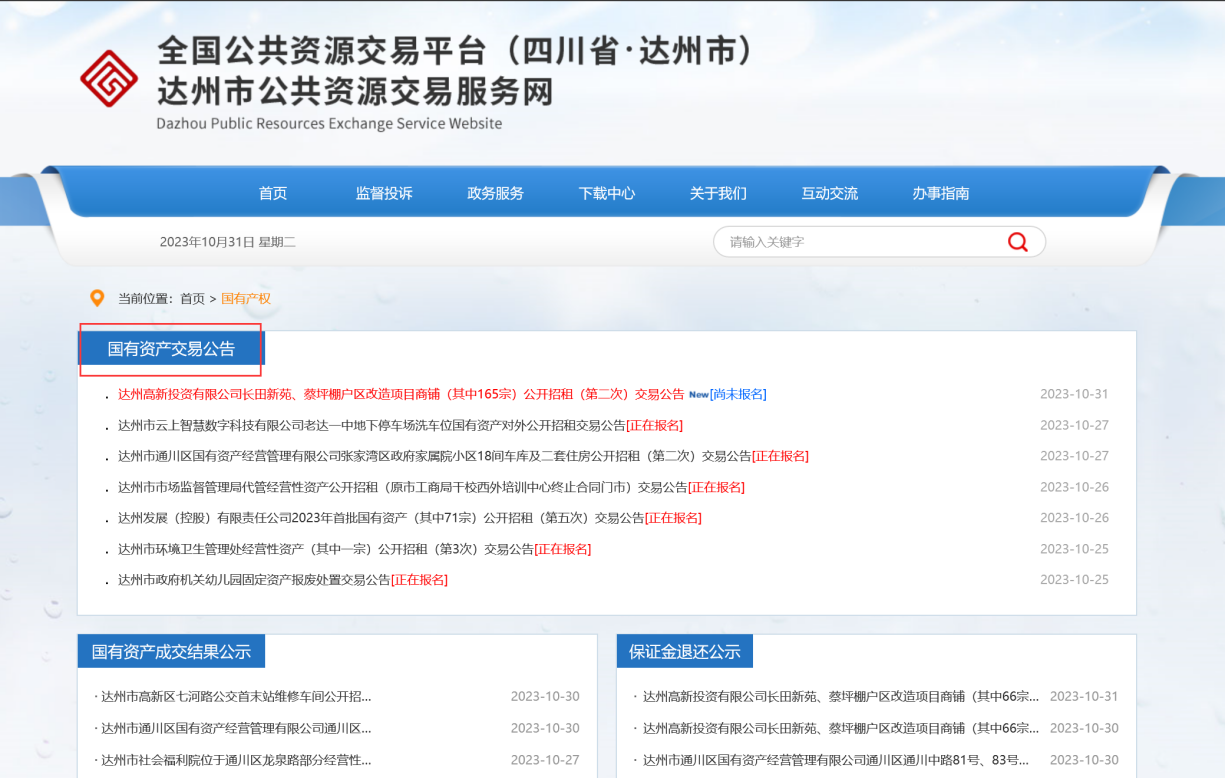 全国公共资源交易平台（四川省·达州市）
达州市公共资源交易服务网
Dazhou Public Resources Exchange Service Website
首页 监督投诉 政务服务 下载中心 关于我们 互动交流 办事指南
2023年10月31日 星期二 请输入关键字
当前位置：首页 > 国有产权
国有资产交易公告
达州高新投资有限公司长田新苑、蔡坪棚户区改造项目商铺（其中165宗）公开招租（第二次）交易公告 New[尚未报名] 2023-10-31
达州市云上智慧数字科技有限公司老达一中地下停车场洗车位国有资产对外公开招租交易公告[正在报名] 2023-10-27
达州市通川区国有资产经营管理有限公司张家湾区政府家属院小区18间车库及二套住房公开招租（第二次）交易公告[正在报名] 2023-10-27
达州市市场监督管理局代管经营性资产公开招租（原市工商局干校西外培训中心终止合同门市）交易公告[正在报名] 2023-10-26
达州发展（控股）有限责任公司2023年首批国有资产（其中71宗）公开招租（第五次）交易公告[正在报名] 2023-10-26
达州市环境卫生管理处经营性资产（其中一宗）公开招租（第3次）交易公告[正在报名] 2023-10-25
达州市政府机关幼儿园固定资产报废处置交易公告[正在报名] 2023-10-25
国有资产成交结果公示
·达州市高新区七河路公交首末站维修车间公开招... 2023-10-30
·达州市通川区国有资产经营管理有限公司通川区... 2023-10-30
·达州市社会福利院位于通川区龙泉路部分经营性... 2023-10-27
保证金退还公示
· 达州高新投资有限公司长田新苑、蔡坪棚户区改造项目商铺（其中66宗... 2023-10-31
· 达州高新投资有限公司长田新苑、蔡坪棚户区改造项目商铺（其中66宗... 2023-10-30
· 达州市通川区国有资产经营管理有限公司通川区通川中路81号、83号... 2023-10-30